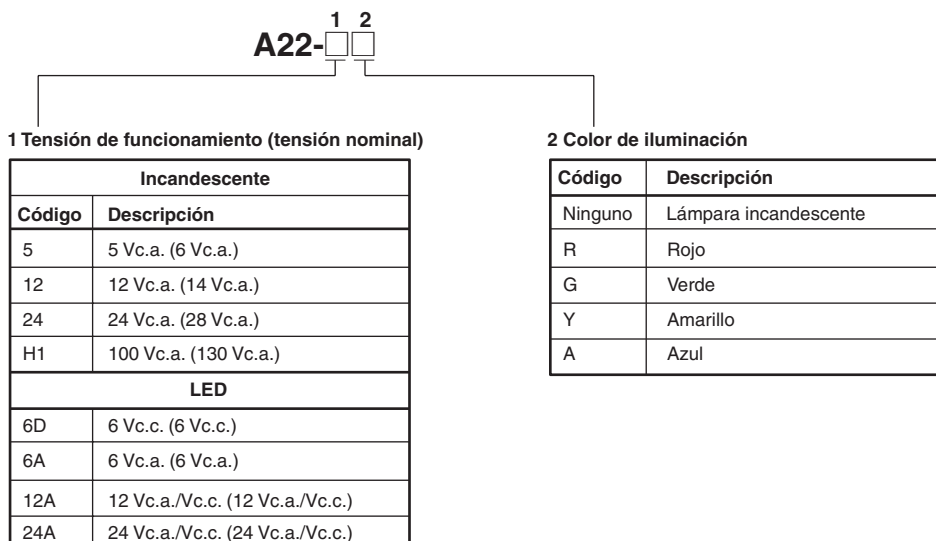 1 2
A22-□□
1 Tensión de funcionamiento (tensión nominal)
Incandescente
Código Descripción
5 5 Vc.a. (6 Vc.a.)
12 12 Vc.a. (14 Vc.a.)
24 24 Vc.a. (28 Vc.a.)
H1 100 Vc.a. (130 Vc.a.)
LED
6D 6 Vc.c. (6 Vc.c.)
6A 6 Vc.a. (6 Vc.a.)
12A 12 Vc.a./Vc.c. (12 Vc.a./Vc.c.)
24A 24 Vc.a./Vc.c. (24 Vc.a./Vc.c.)
2 Color de iluminación
Código Descripción
Ninguno Lámpara incandescente
R Rojo
G Verde
Y Amarillo
A Azul